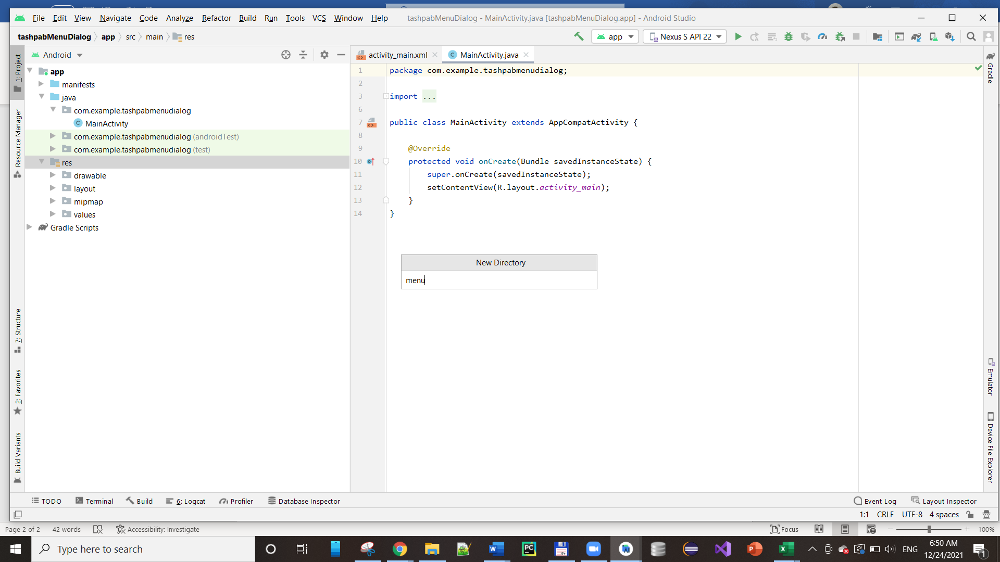 File Edit View Navigate Code Analyze Refactor Build Run Tools VCS Window Help tashpabMenuDialog - MainActivity.java [tashpabMenuDialog.app] - Android Studio
tashpabMenuDialog app src main res app Nexus S API 22
Android
app
manifests
java
com.example.tashpabmenudialog
MainActivity
com.example.tashpabmenudialog (androidTest)
com.example.tashpabmenudialog (test)
res
drawable
layout
mipmap
values
Gradle Scripts
1: Project
Resource Manager
7: Structure
2: Favorites
Build Variants
activity_main.xml MainActivity.java
1 package com.example.tashpabmenudialog;
2
3 import ...
6
7 public class MainActivity extends AppCompatActivity {
8
9 @Override
10 protected void onCreate(Bundle savedInstanceState) {
11 super.onCreate(savedInstanceState);
12 setContentView(R.layout.activity_main);
13 }
14 }
New Directory
menu
Gradle
Emulator
Device File Explorer
TODO Terminal Build 6: Logcat Profiler Database Inspector Event Log Layout Inspector
1:1 CRLF UTF-8 4 spaces
Page 2 of 2 42 words Accessibility: Investigate Focus 100%
Type here to search
ENG
6:50 AM
12/24/2021
1